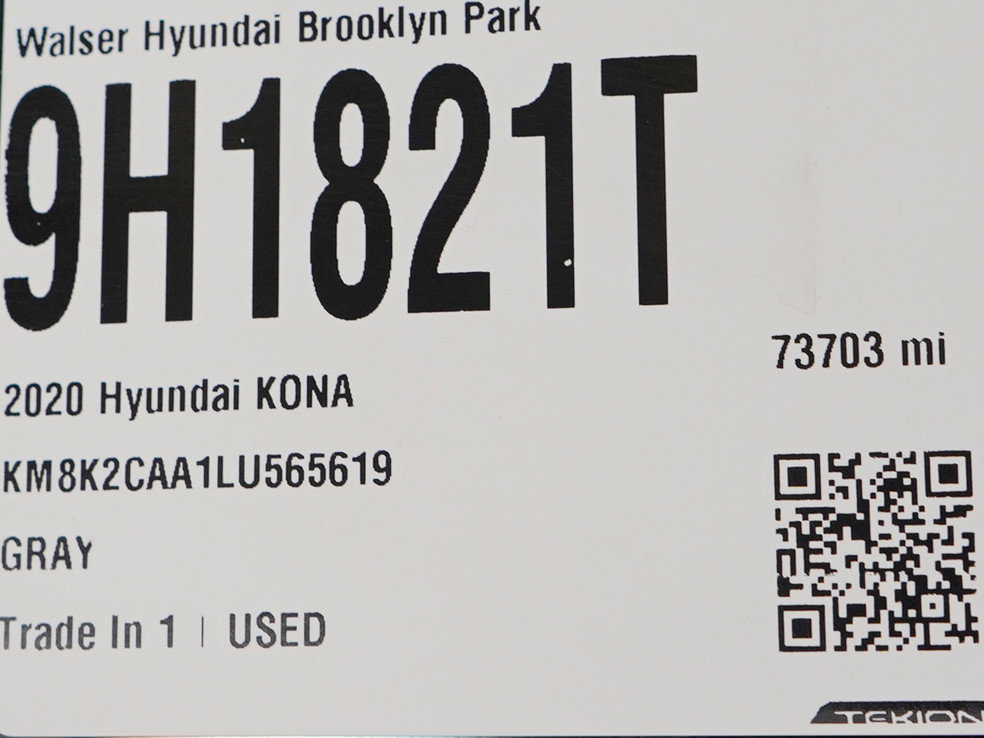 Walser Hyundai Brooklyn Park
9H1821T
73703 mi
2020 Hyundai KONA
KM8K2CAA1LU565619
GRAY
Trade In 1 | USED
TEKION